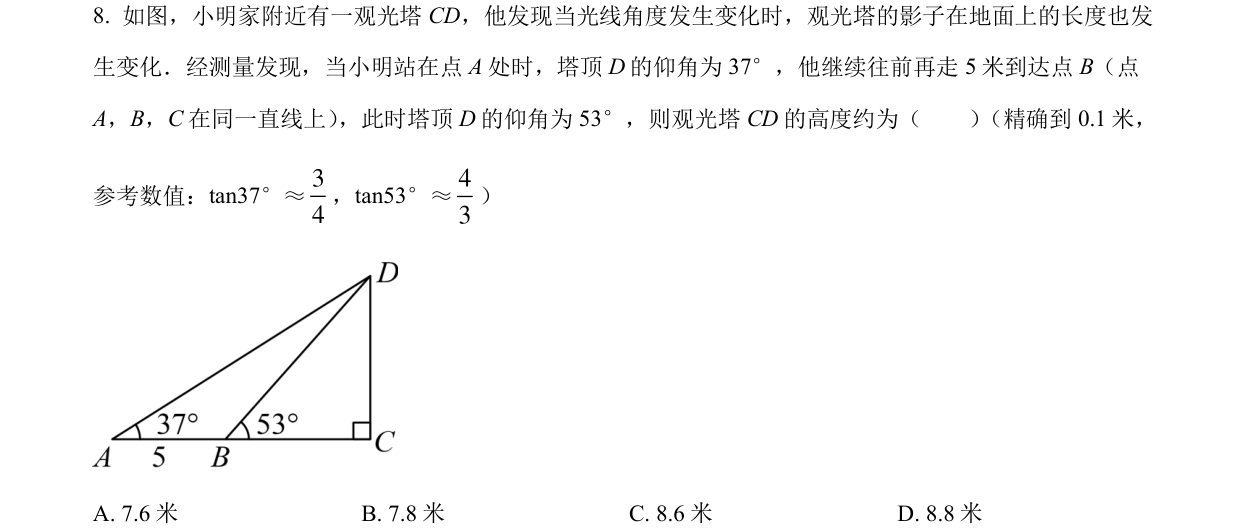 8. 如图，小明家附近有一观光塔 CD，他发现当光线角度发生变化时，观光塔的影子在地面上的长度也发
生变化．经测量发现，当小明站在点 A 处时，塔顶 D 的仰角为 37°，他继续往前再走 5 米到达点 B（点
A，B，C 在同一直线上），此时塔顶 D 的仰角为 53°，则观光塔 CD 的高度约为（　　）（精确到 0.1 米，
参考数值：tan37° ≈ 3/4，tan53° ≈ 4/3）
D
37° 53°
A 5 B C
A. 7.6 米 B. 7.8 米 C. 8.6 米 D. 8.8 米